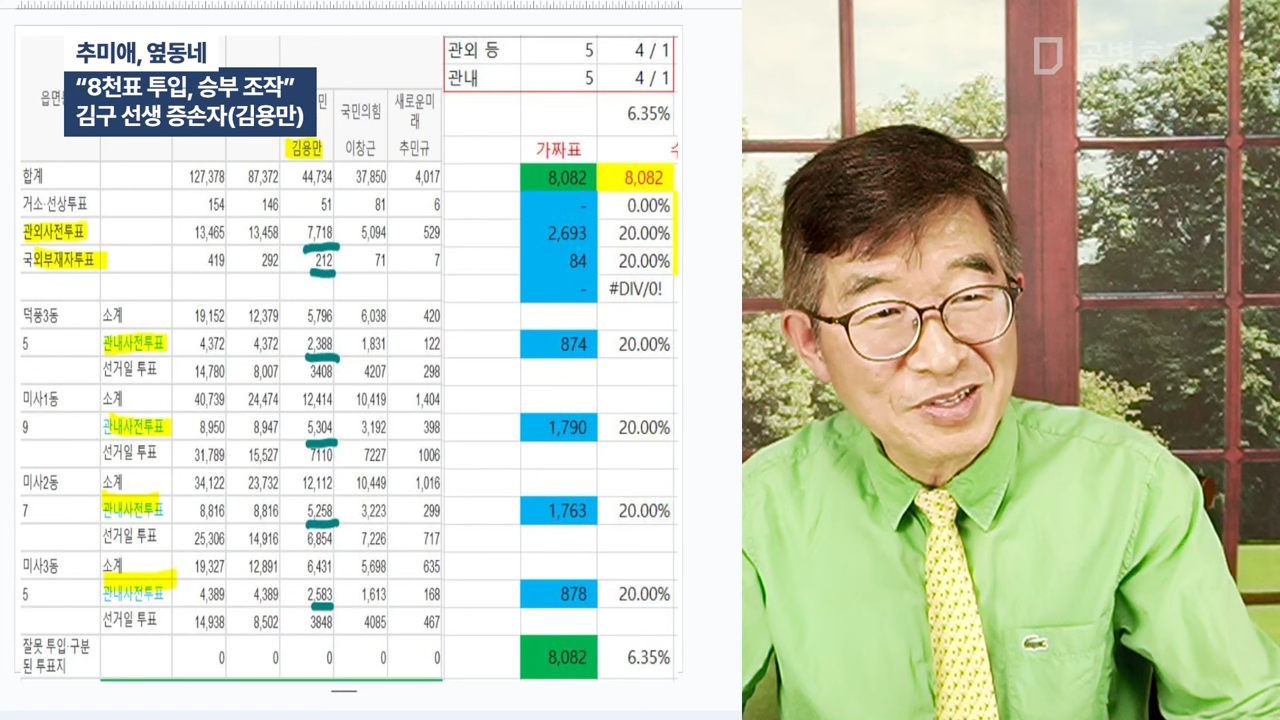 추미애, 옆동네
“8천표 투입, 승부 조작”
김구 선생 증손자(김용만)
관외 등 5 4 / 1
관내 5 4 / 1
6.35%
국민의힘 새로운미래
김용만 이창근 추민규 가짜표
합계 127,378 87,372 44,734 37,850 4,017 8,082 8,082
거소·선상투표 154 146 51 81 6 - 0.00%
관외사전투표 13,465 13,458 7,718 5,094 529 2,693 20.00%
국외부재자투표 419 292 212 71 7 84 20.00%
- #DIV/0!
덕풍3동 소계 19,152 12,379 5,796 6,038 420
5 관내사전투표 4,372 4,372 2,388 1,831 122 874 20.00%
선거일 투표 14,780 8,007 3408 4207 298
미사1동 소계 40,739 24,474 12,414 10,419 1,404
9 관내사전투표 8,950 8,947 5,304 3,192 398 1,790 20.00%
선거일 투표 31,789 15,527 7110 7227 1006
미사2동 소계 34,122 23,732 12,112 10,449 1,016
7 관내사전투표 8,816 8,816 5,258 3,223 299 1,763 20.00%
선거일 투표 25,306 14,916 6,854 7,226 717
미사3동 소계 19,327 12,891 6,431 5,698 635
5 관내사전투표 4,389 4,389 2,583 1,613 168 878 20.00%
선거일 투표 14,938 8,502 3848 4085 467
잘못 투입·구분된 투표지 0 0 0 0 0 8,082 6.35%